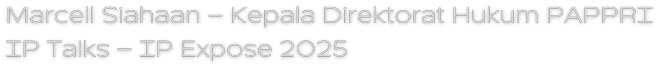 Marcell Siahaan – Kepala Direktorat Hukum PAPPRI
IP Talks – IP Expose 2025